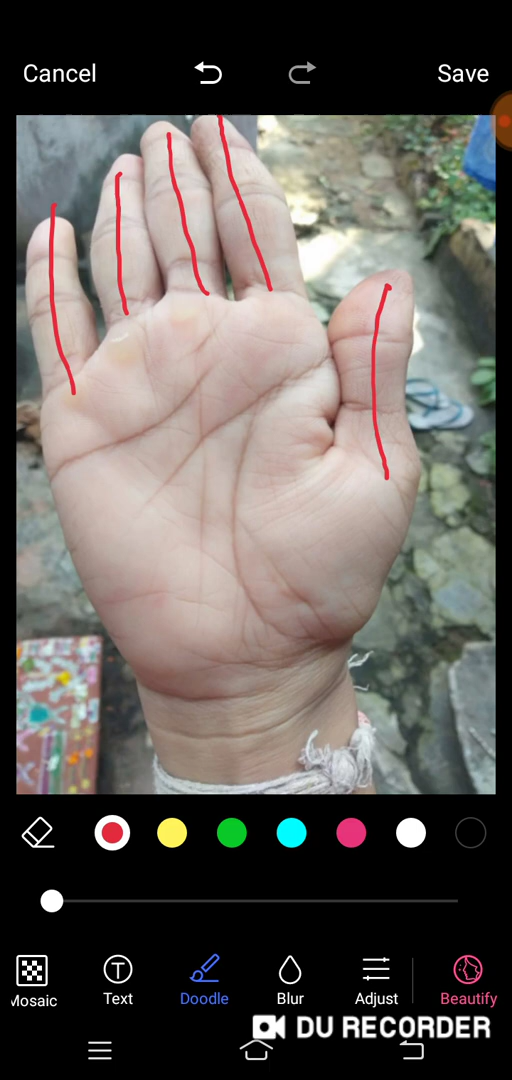 Cancel
Save
Mosaic
Text
Doodle
Blur
Adjust
Beautify
DU RECORDER